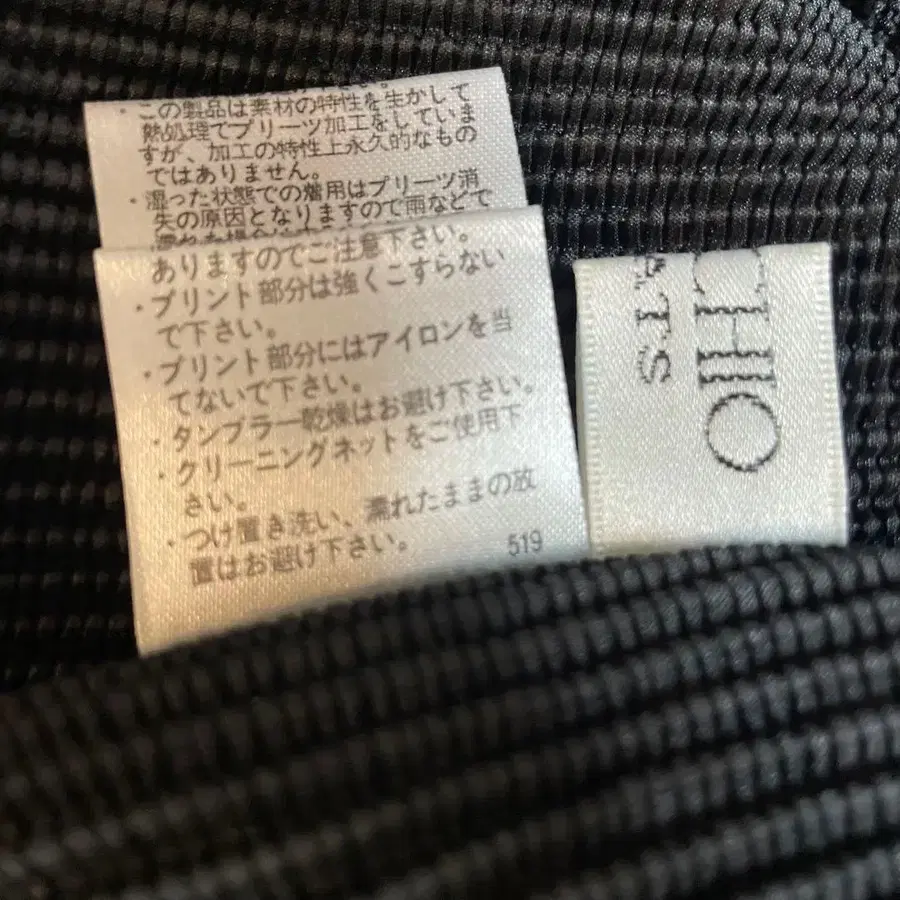 ・この製品は素材の特性を生かして
熱処理でプリーツ加工をしていま
すが、加工の特性上永久的なもの
ではありません。
・湿った状態での着用はプリーツ消
失の原因となりますので雨などで
ありますのでご注意下さい。
・プリント部分は強くこすらない
で下さい。
・プリント部分にはアイロンを当
てないで下さい。
・タンブラー乾燥はお避け下さい。
・クリーニングネットをご使用下
さい。
・つけ置き洗い、濡れたままの放
置はお避け下さい。
519
CHIO
TS